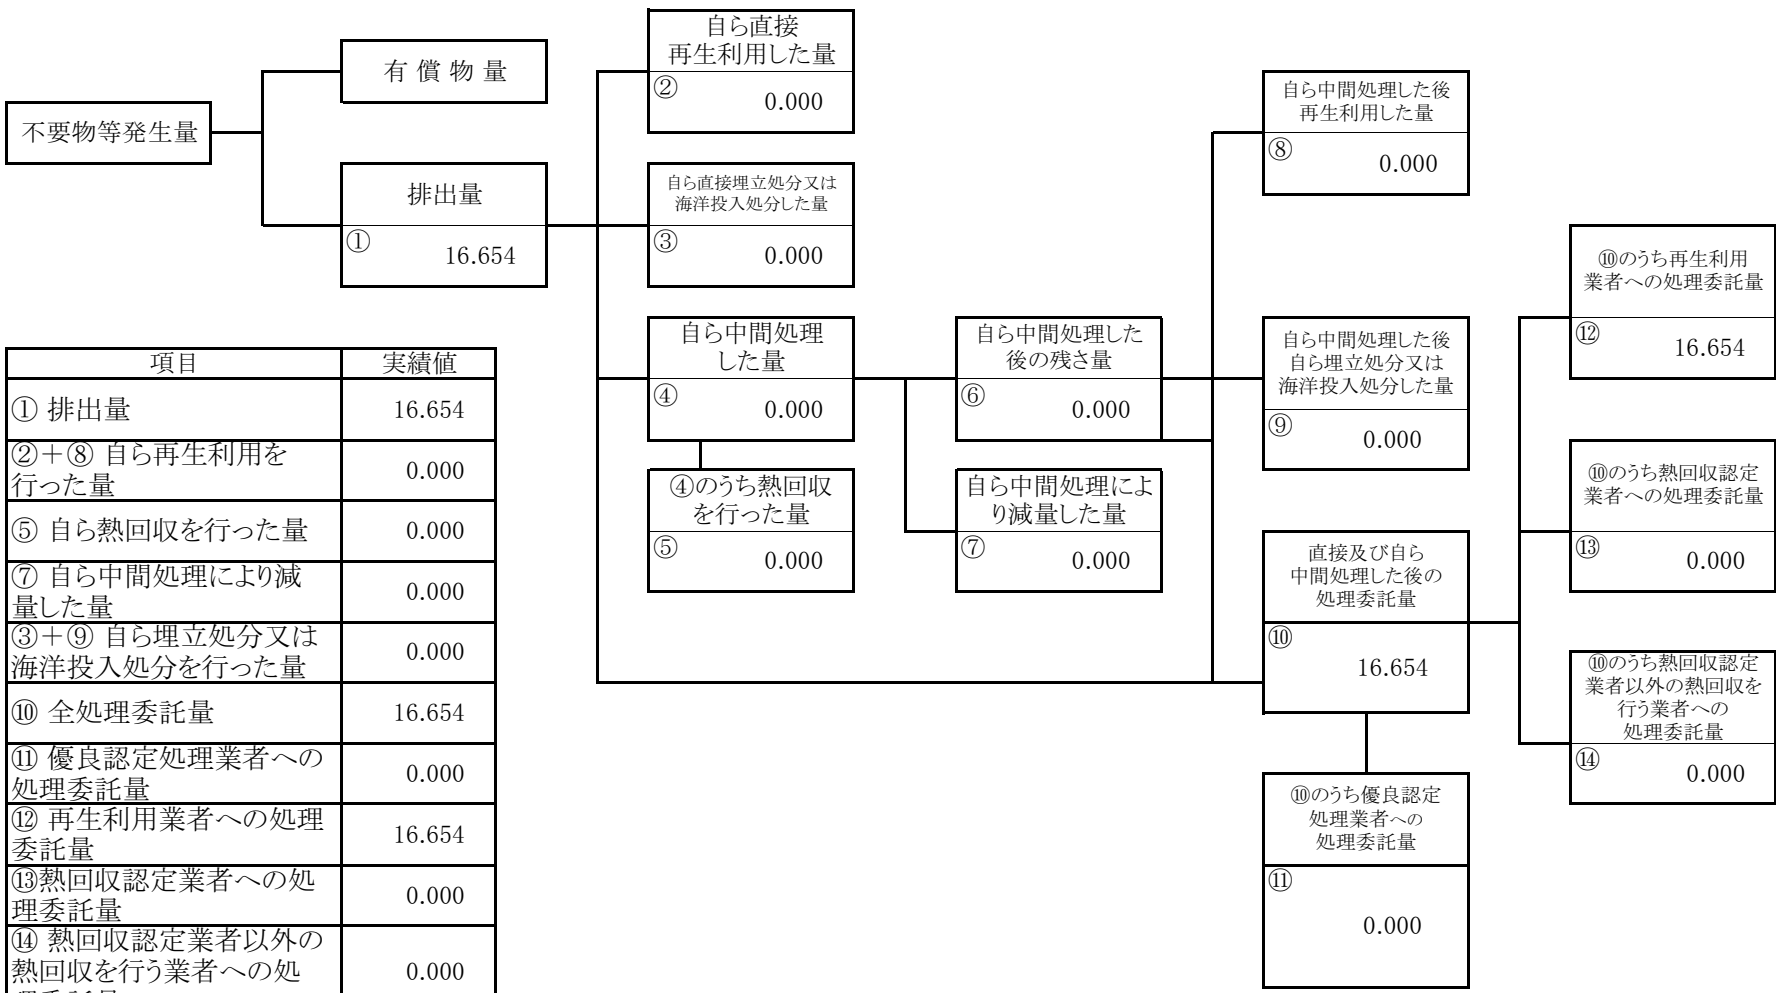 不要物等発生量
有 償 物 量
排出量
①
16.654
自ら直接
再生利用した量
②
0.000
自ら直接埋立処分又は
海洋投入処分した量
③
0.000
自ら中間処理
した量
④
0.000
④のうち熱回収
を行った量
⑤
0.000
自ら中間処理した
後の残さ量
⑥
0.000
自ら中間処理によ
り減量した量
⑦
0.000
自ら中間処理した後
再生利用した量
⑧
0.000
自ら中間処理した後
自ら埋立処分又は
海洋投入処分した量
⑨
0.000
直接及び自ら
中間処理した後の
処理委託量
⑩
16.654
⑩のうち優良認定
処理業者への
処理委託量
⑪
0.000
⑩のうち再生利用
業者への処理委託量
⑫
16.654
⑩のうち熱回収認定
業者への処理委託量
⑬
0.000
⑩のうち熱回収認定
業者以外の熱回収を
行う業者への
処理委託量
⑭
0.000
項目 実績値
① 排出量 16.654
②＋⑧ 自ら再生利用を
行った量 0.000
⑤ 自ら熱回収を行った量 0.000
⑦ 自ら中間処理により減
量した量 0.000
③＋⑨ 自ら埋立処分又は
海洋投入処分を行った量 0.000
⑩ 全処理委託量 16.654
⑪ 優良認定処理業者への
処理委託量 0.000
⑫ 再生利用業者への処理
委託量 16.654
⑬熱回収認定業者への処
理委託量 0.000
⑭ 熱回収認定業者以外の
熱回収を行う業者への処 0.000